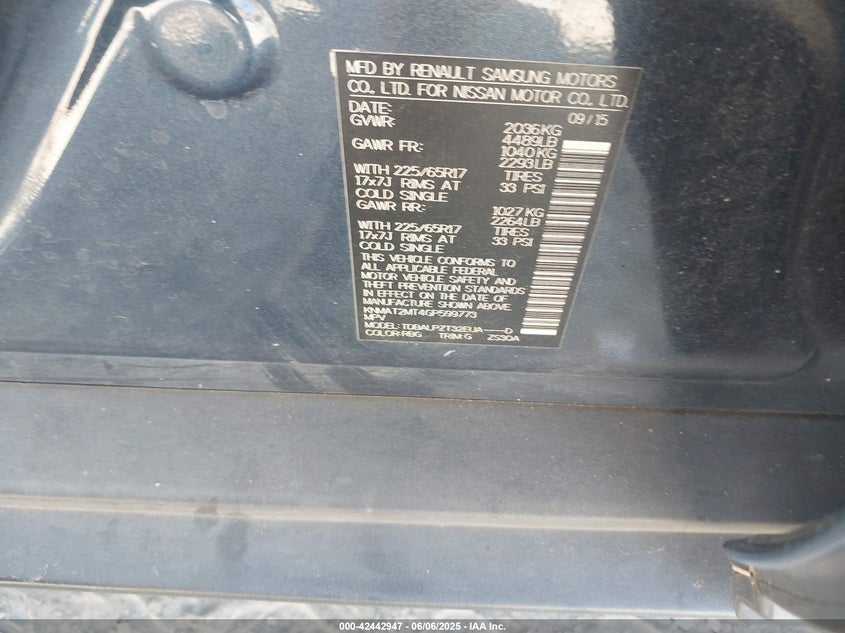 MFD BY RENAULT SAMSUNG MOTORS
CO., LTD. FOR NISSAN MOTOR CO., LTD.
DATE: 09/15
GVWR: 2036KG
4489LB
GAWR FR: 1040KG
2293LB
WITH 225/65R17 TIRES
17x7J RIMS AT 33 PSI
COLD SINGLE
GAWR RR: 1027KG
2264LB
WITH 225/65R17 TIRES
17x7J RIMS AT 33 PSI
COLD SINGLE
THIS VEHICLE CONFORMS TO
ALL APPLICABLE FEDERAL
MOTOR VEHICLE SAFETY AND
THEFT PREVENTION STANDARDS
IN EFFECT ON THE DATE OF
MANUFACTURE SHOWN ABOVE.
KNMAT2MT4GP599773
MPV
MODEL: TDBALPZT32EUA----D
COLOR:RBG TRIM:G ZS30A
000-42442947 - 06/06/2025 - IAA Inc.